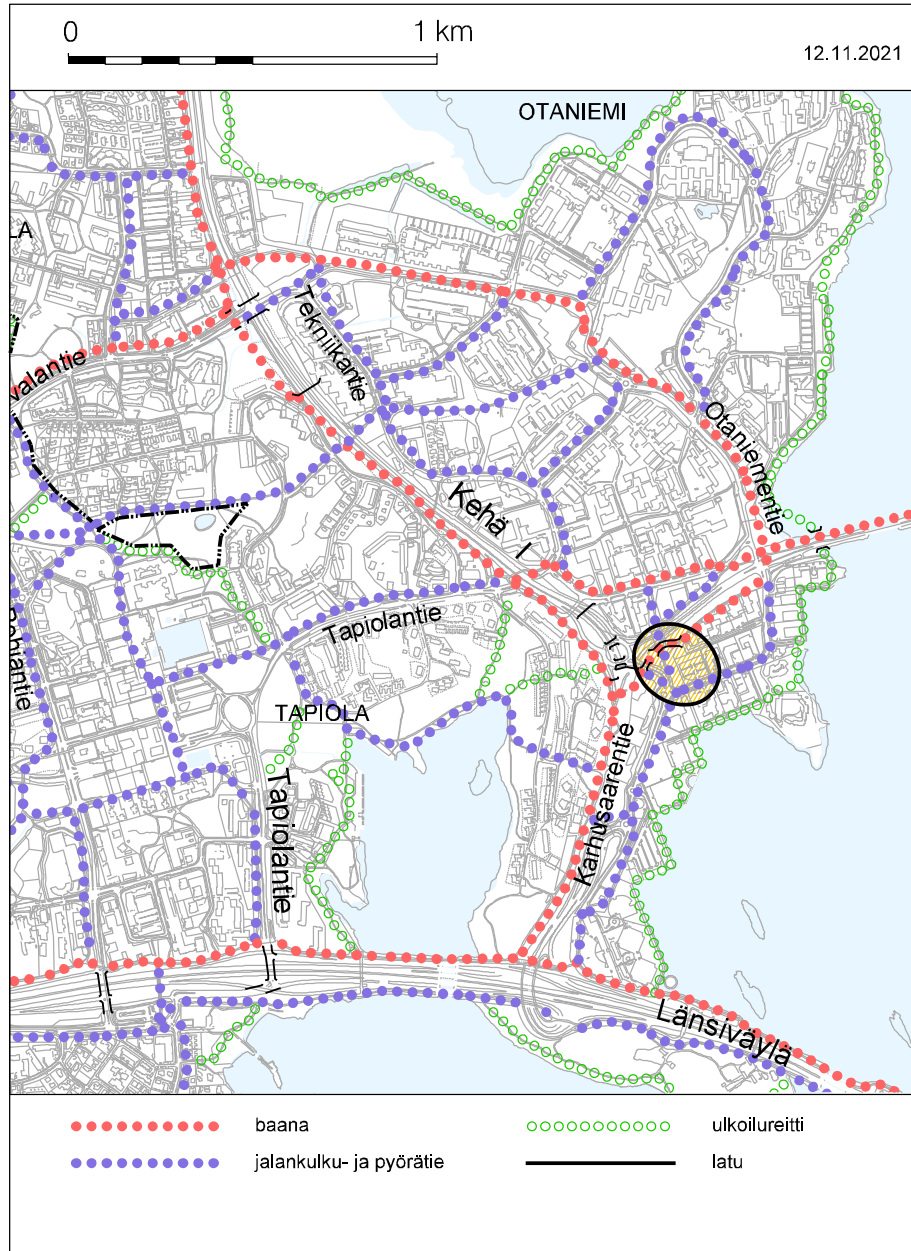 0 1 km
12.11.2021
OTANIEMI
LA
Tekniikantie
valantie
Otaniementie
Kehä I
Tapiolantie
TAPIOLA
Karhusaarentie
Tapiolantie
Länsiväylä
baana
ulkoilureitti
jalankulku- ja pyörätie
latu